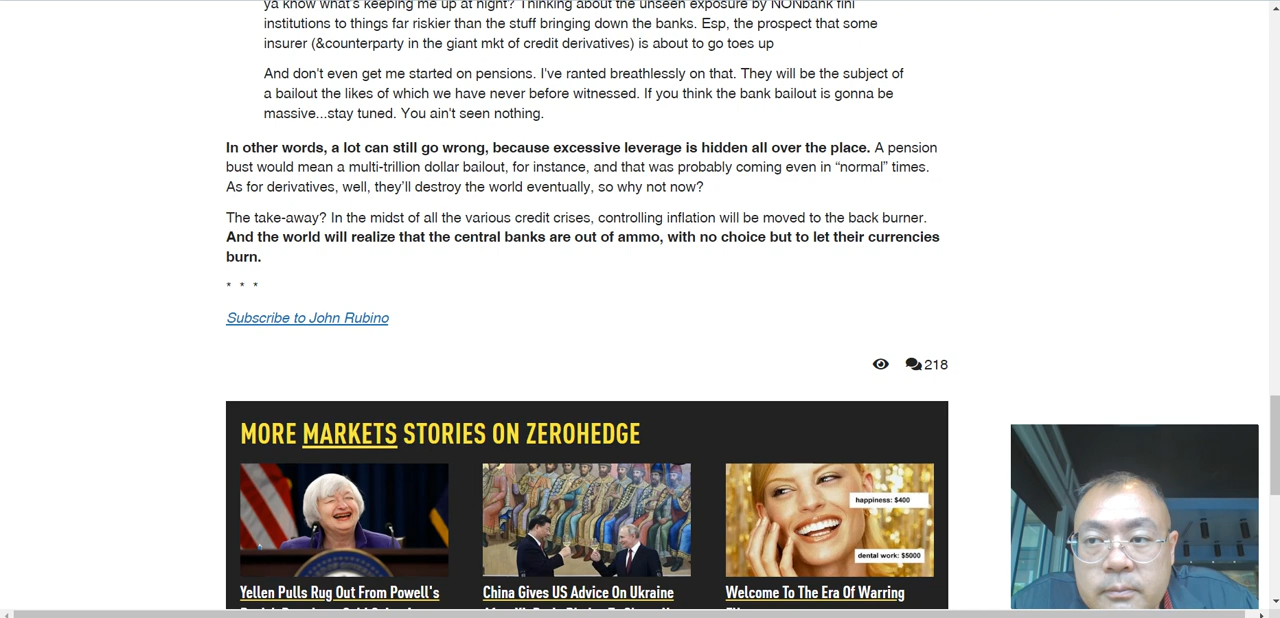 ya know what's keeping me up at night? Thinking about the unseen exposure by NONbank fini
institutions to things far riskier than the stuff bringing down the banks. Esp, the prospect that some
insurer (&counterparty in the giant mkt of credit derivatives) is about to go toes up
And don't even get me started on pensions. I've ranted breathlessly on that. They will be the subject of
a bailout the likes of which we have never before witnessed. If you think the bank bailout is gonna be
massive...stay tuned. You ain't seen nothing.
In other words, a lot can still go wrong, because excessive leverage is hidden all over the place. A pension
bust would mean a multi-trillion dollar bailout, for instance, and that was probably coming even in “normal” times.
As for derivatives, well, they’ll destroy the world eventually, so why not now?
The take-away? In the midst of all the various credit crises, controlling inflation will be moved to the back burner.
And the world will realize that the central banks are out of ammo, with no choice but to let their currencies
burn.
* * *
Subscribe to John Rubino
218
MORE MARKETS STORIES ON ZEROHEDGE
happiness: $400
dental work: $5000
Yellen Pulls Rug Out From Powell's
China Gives US Advice On Ukraine
Welcome To The Era Of Warring